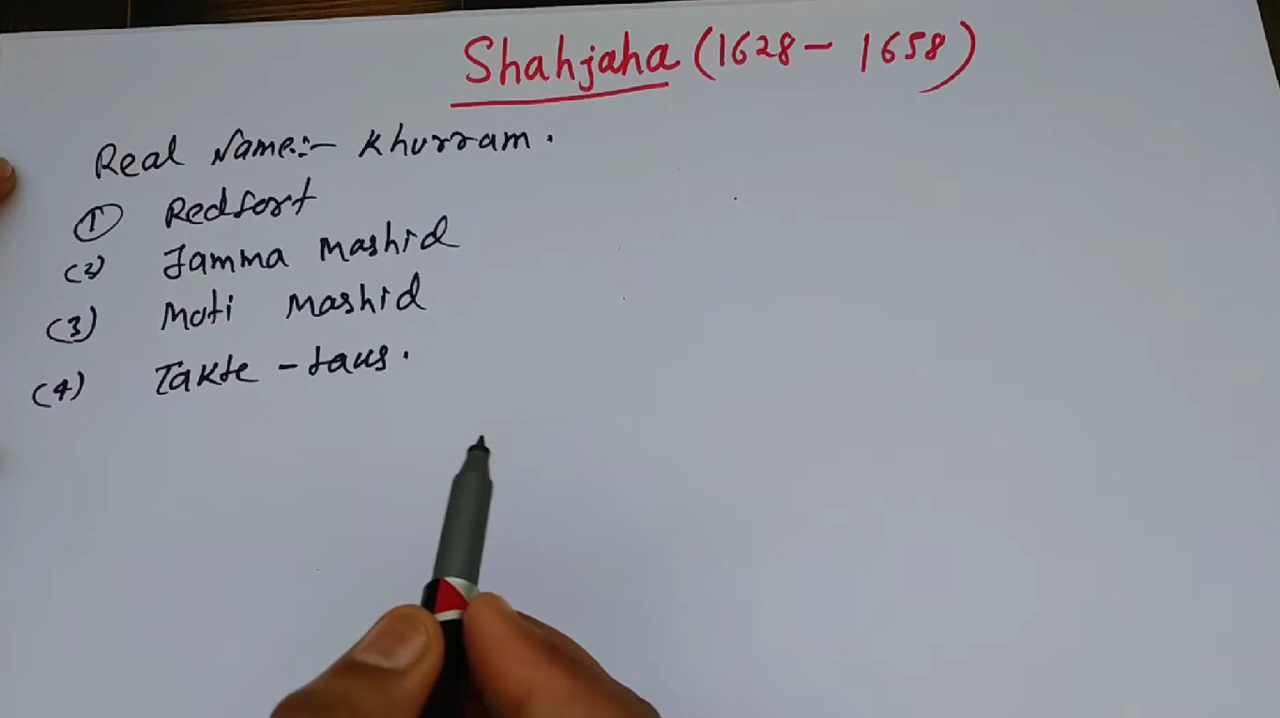 Shahjaha (1628 - 1658)
Real Name:- Khurram.
(1) Redfort
(2) Jamma Mashid
(3) Moti Mashid
(4) Takte - taus.